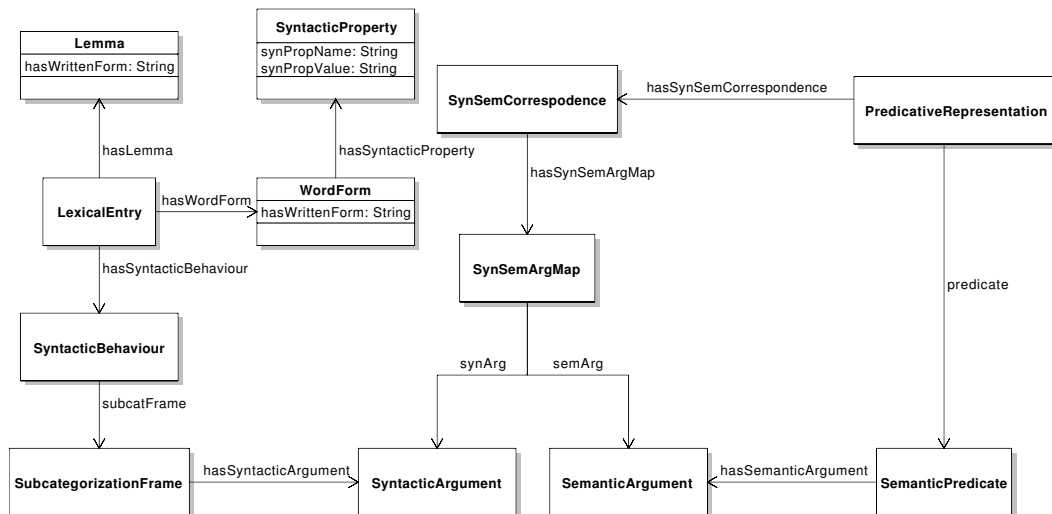 Lemma
hasWrittenForm: String
SyntacticProperty
synPropName: String
synPropValue: String
SynSemCorrespodence
hasSynSemCorrespondence
PredicativeRepresentation
hasLemma
hasSyntacticProperty
hasSynSemArgMap
LexicalEntry
hasWordForm
WordForm
hasWrittenForm: String
hasSyntacticBehaviour
SynSemArgMap
predicate
SyntacticBehaviour
synArg
semArg
subcatFrame
SubcategorizationFrame
hasSyntacticArgument
SyntacticArgument
SemanticArgument
hasSemanticArgument
SemanticPredicate